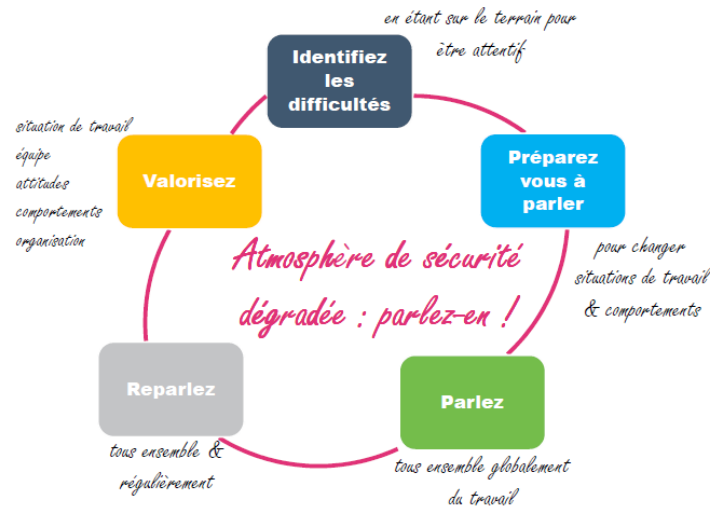 en étant sur le terrain pour
être attentif
Identifiez
les
difficultés
Préparez
vous à
parler
pour changer
situations de travail
& comportements
Parlez
tous ensemble globalement
du travail
Reparlez
tous ensemble &
régulièrement
Valorisez
situation de travail
équipe
attitudes
comportements
organisation
Atmosphère de sécurité
dégradée : parlez-en !